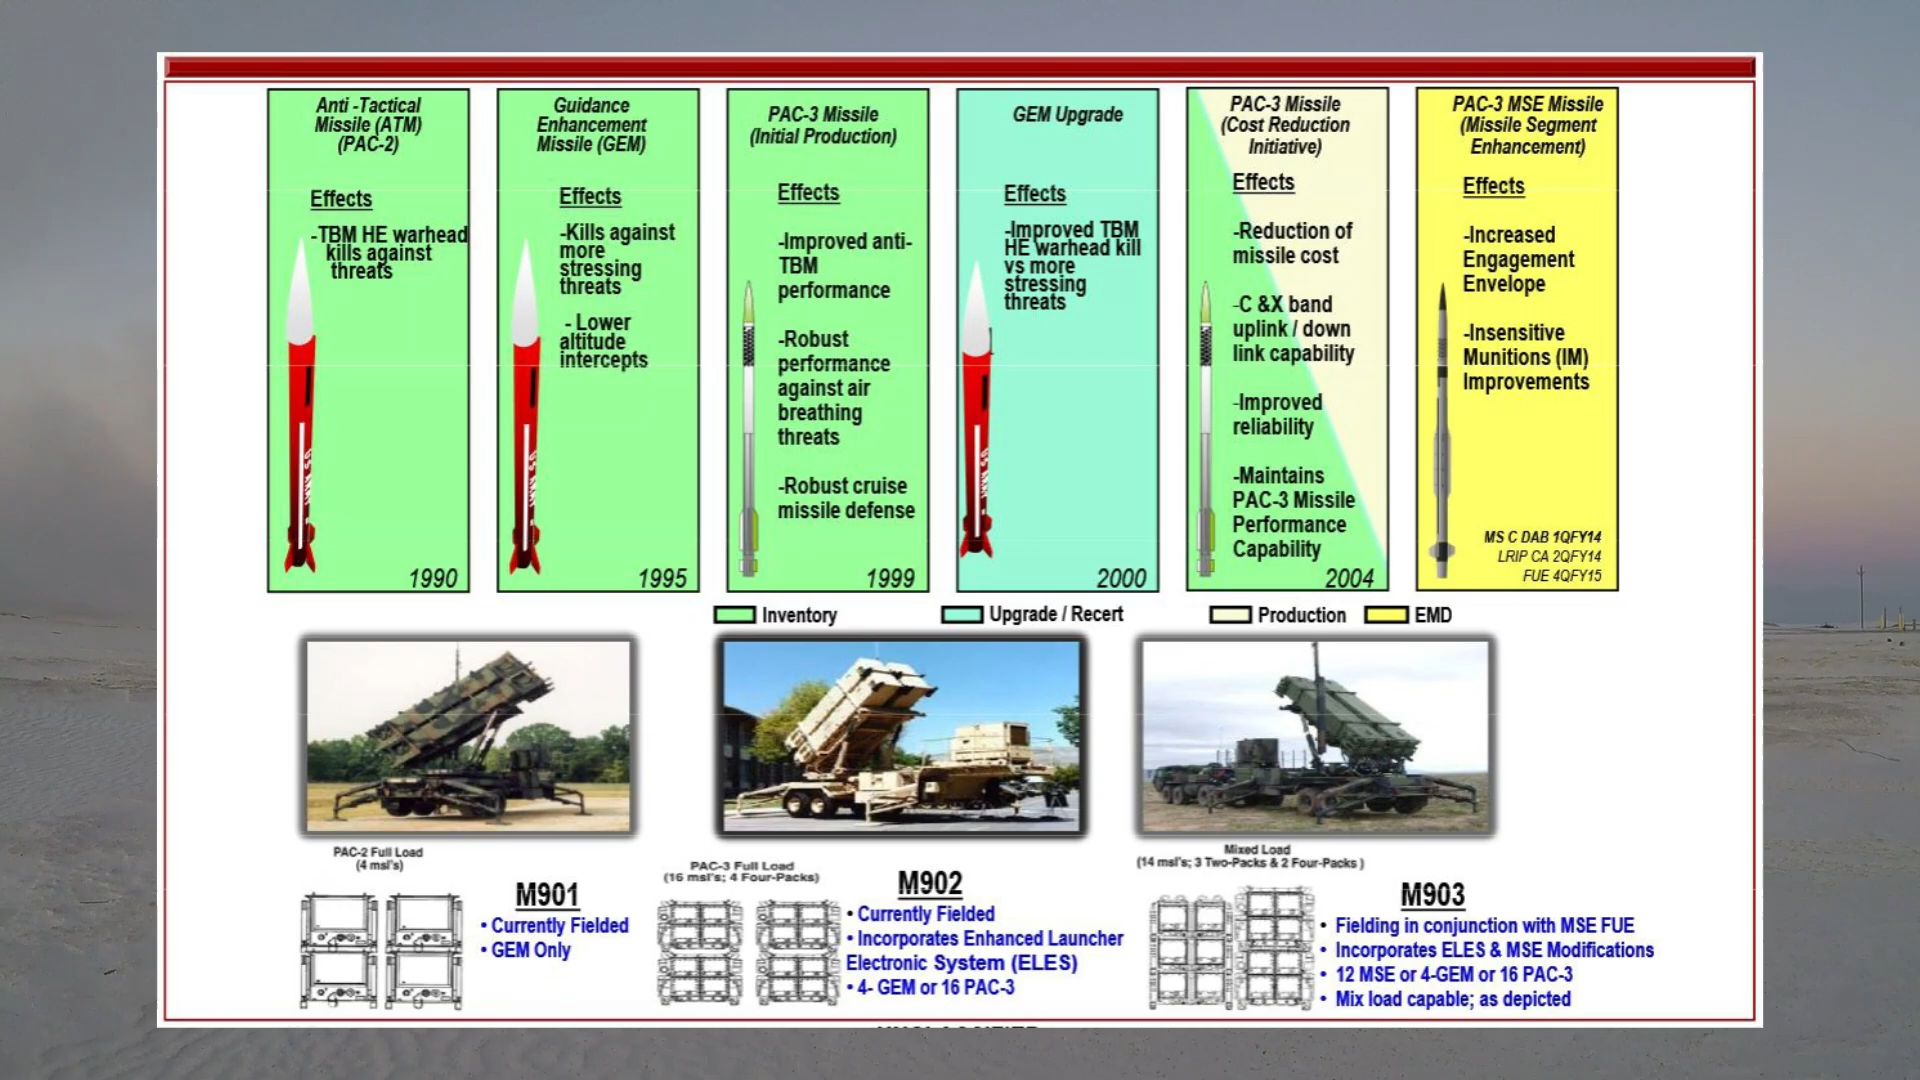 Anti -Tactical
Missile (ATM)
(PAC-2)
Effects
-TBM HE warhead
kills against
threats
1990
Guidance
Enhancement
Missile (GEM)
Effects
-Kills against
more
stressing
threats
- Lower
altitude
intercepts
1995
PAC-3 Missile
(Initial Production)
Effects
-Improved anti-
TBM
performance
-Robust
performance
against air
breathing
threats
-Robust cruise
missile defense
1999
GEM Upgrade
Effects
-Improved TBM
HE warhead kill
vs more
stressing
threats
2000
PAC-3 Missile
(Cost Reduction
Initiative)
Effects
-Reduction of
missile cost
-C &X band
uplink / down
link capability
-Improved
reliability
-Maintains
PAC-3 Missile
Performance
Capability
2004
PAC-3 MSE Missile
(Missile Segment
Enhancement)
Effects
-Increased
Engagement
Envelope
-Insensitive
Munitions (IM)
Improvements
MS C DAB 1QFY14
LRIP CA 2QFY14
FUE 4QFY15
Inventory
Upgrade / Recert
Production
EMD
PAC-2 Full Load
(4 msl's)
M901
• Currently Fielded
• GEM Only
PAC-3 Full Load
(16 msl's; 4 Four-Packs)
M902
• Currently Fielded
• Incorporates Enhanced Launcher
Electronic System (ELES)
• 4- GEM or 16 PAC-3
Mixed Load
(14 msl's; 3 Two-Packs & 2 Four-Packs )
M903
• Fielding in conjunction with MSE FUE
• Incorporates ELES & MSE Modifications
• 12 MSE or 4-GEM or 16 PAC-3
• Mix load capable; as depicted